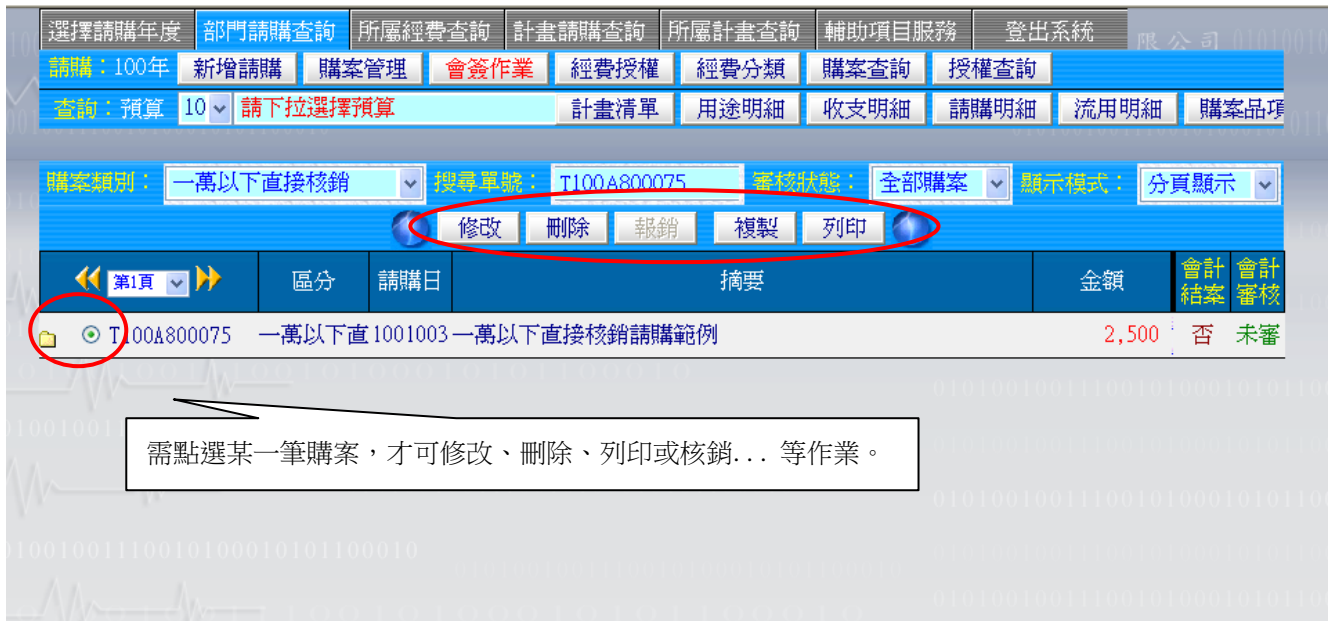 選擇請購年度 部門請購查詢 所屬經費查詢 計畫請購查詢 所屬計畫查詢 輔助項目服務 登出系統 限公司
請購：100年 新增請購 購案管理 會簽作業 經費授權 經費分類 購案查詢 授權查詢
查詢：預算 10 請下拉選擇預算 計畫清單 用途明細 收支明細 請購明細 流用明細 購案品項
購案類別： 一萬以下直接核銷 搜尋單號： T100A800075 審核狀態： 全部購案 顯示模式： 分頁顯示
修改 刪除 報銷 複製 列印
第1頁 區分 請購日 摘要 金額 會計結案 會計審核
T100A800075 一萬以下直 1001003 一萬以下直接核銷請購範例 2,500 否 未審
需點選某一筆購案，才可修改、刪除、列印或核銷... 等作業。